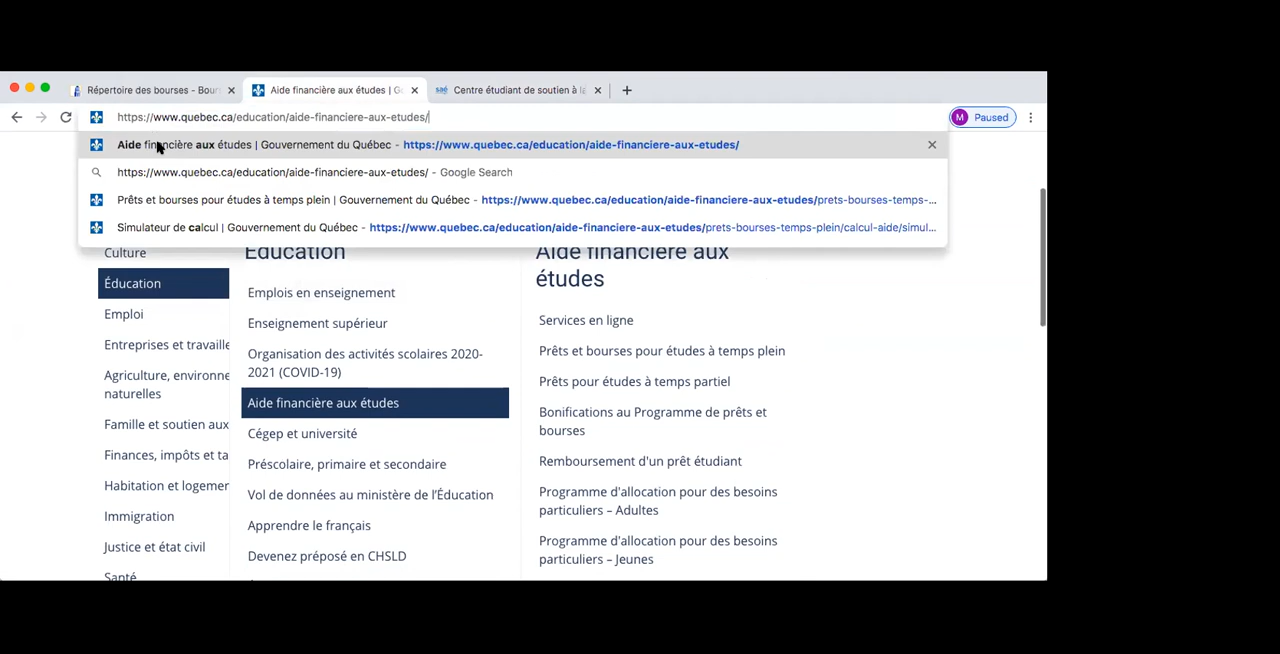 Répertoire des bourses - Bour
Aide financière aux études | Go
saé Centre étudiant de soutien à la
https://www.quebec.ca/education/aide-financiere-aux-etudes/
M Paused
Aide financière aux études | Gouvernement du Québec - https://www.quebec.ca/education/aide-financiere-aux-etudes/
https://www.quebec.ca/education/aide-financiere-aux-etudes/ - Google Search
Prêts et bourses pour études à temps plein | Gouvernement du Québec - https://www.quebec.ca/education/aide-financiere-aux-etudes/prets-bourses-temps-...
Simulateur de calcul | Gouvernement du Québec - https://www.quebec.ca/education/aide-financiere-aux-etudes/prets-bourses-temps-plein/calcul-aide/simul...
Culture
Éducation
Emploi
Entreprises et travaille
Agriculture, environne
naturelles
Famille et soutien aux
Finances, impôts et ta
Habitation et logemen
Immigration
Justice et état civil
Santé
Éducation
Emplois en enseignement
Enseignement supérieur
Organisation des activités scolaires 2020-
2021 (COVID-19)
Aide financière aux études
Cégep et université
Préscolaire, primaire et secondaire
Vol de données au ministère de l'Éducation
Apprendre le français
Devenez préposé en CHSLD
Aide financière aux
études
Services en ligne
Prêts et bourses pour études à temps plein
Prêts pour études à temps partiel
Bonifications au Programme de prêts et
bourses
Remboursement d'un prêt étudiant
Programme d'allocation pour des besoins
particuliers – Adultes
Programme d'allocation pour des besoins
particuliers – Jeunes